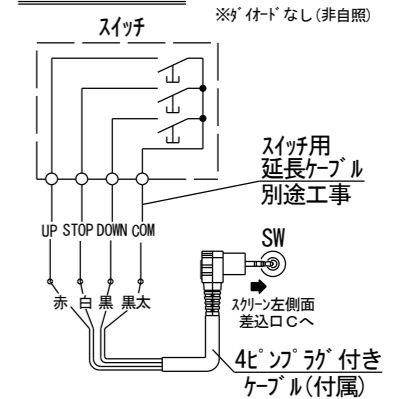 ※ダイオードなし(非自照)
スイッチ
スイッチ用
延長ケーブル
別途工事
UP STOP DOWN COM
SW
赤 白 黒 黒太
スクリーン左側面
差込口Cへ
4ピンプラグ付き
ケーブル(付属)